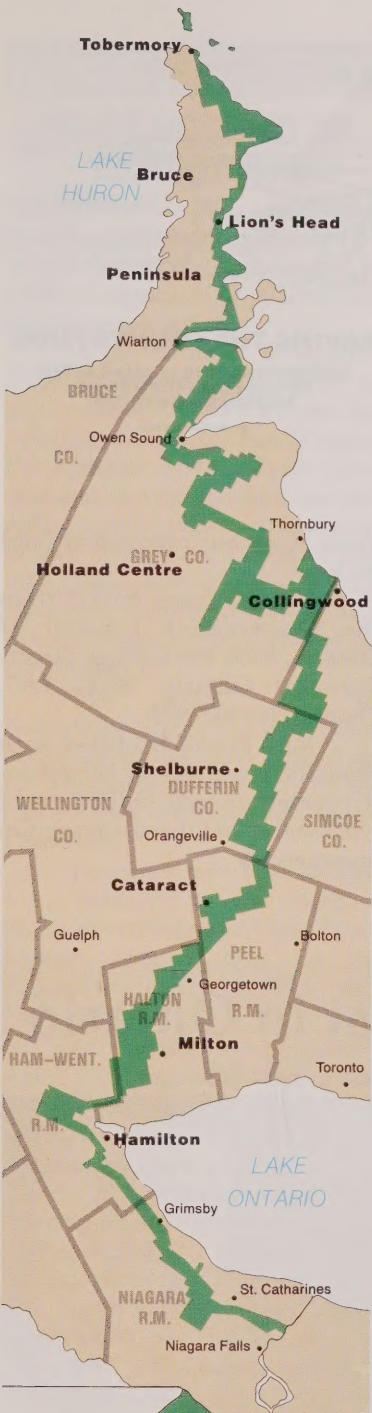 Tobermory
LAKE
HURON
Bruce
Lion's Head
Peninsula
Wiarton
BRUCE
CO.
Owen Sound
Thornbury
GREY CO.
Holland Centre
Collingwood
Shelburne
DUFFERIN
CO.
WELLINGTON
CO.
SIMCOE
CO.
Orangeville
Cataract
Guelph
PEEL
R.M.
Bolton
Georgetown
HALTON
R.M.
Milton
HAM-WENT.
R.M.
Toronto
Hamilton
LAKE
ONTARIO
Grimsby
St. Catharines
NIAGARA
R.M.
Niagara Falls